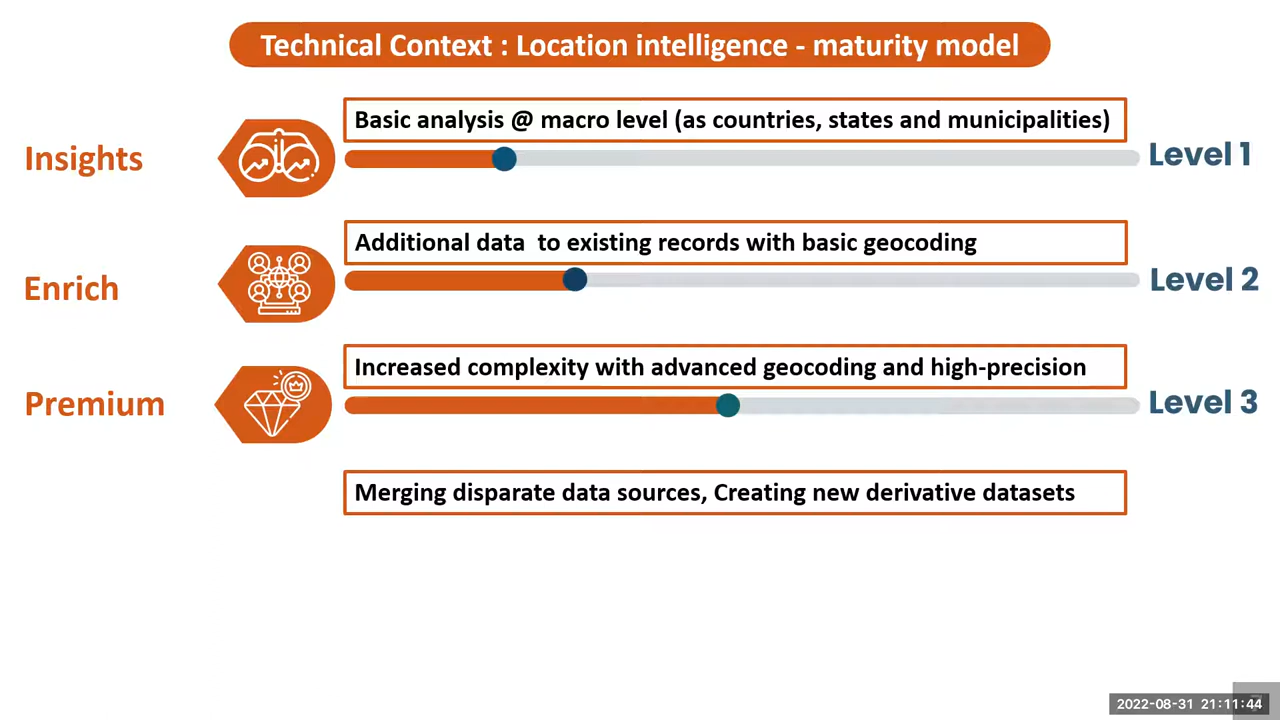 Technical Context : Location intelligence - maturity model
Basic analysis @ macro level (as countries, states and municipalities)
Insights
Level 1
Additional data to existing records with basic geocoding
Enrich
Level 2
Increased complexity with advanced geocoding and high-precision
Premium
Level 3
Merging disparate data sources, Creating new derivative datasets
2022-08-31 21:11:44